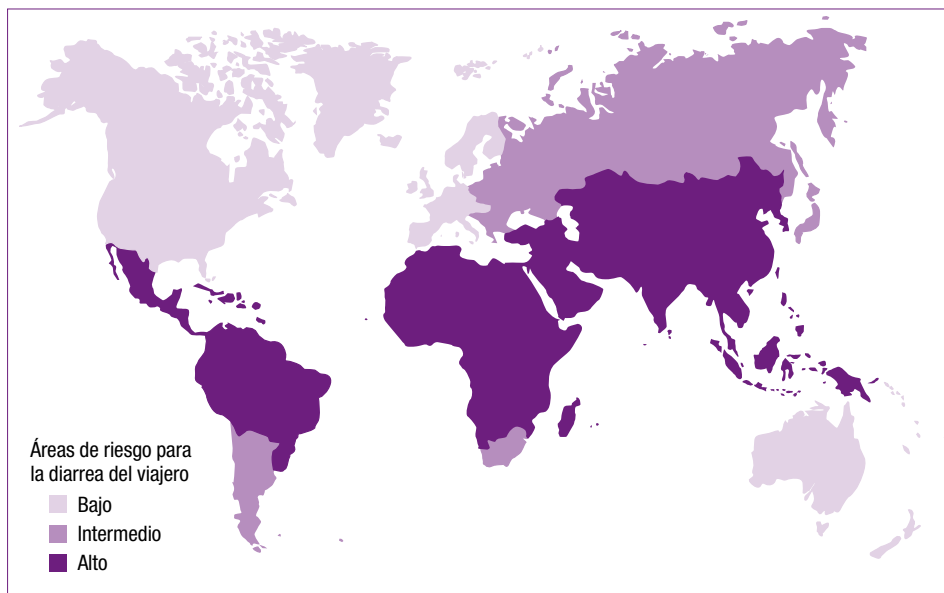 Áreas de riesgo para
la diarrea del viajero
Bajo
Intermedio
Alto